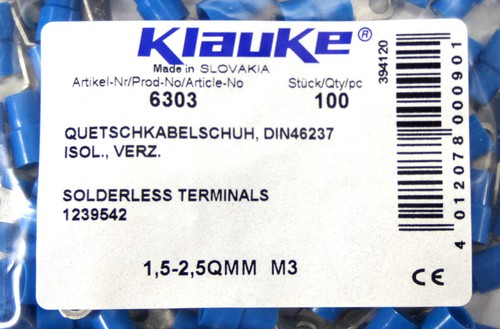 Klauke®
Made in SLOVAKIA
Artikel-Nr/Prod-No/Article-No Stück/Qty/pc
6303 100
QUETSCHKABELSCHUH, DIN46237
ISOL., VERZ.
SOLDERLESS TERMINALS
1239542
1,5-2,5QMM M3
CE
394120
4 012078 000901